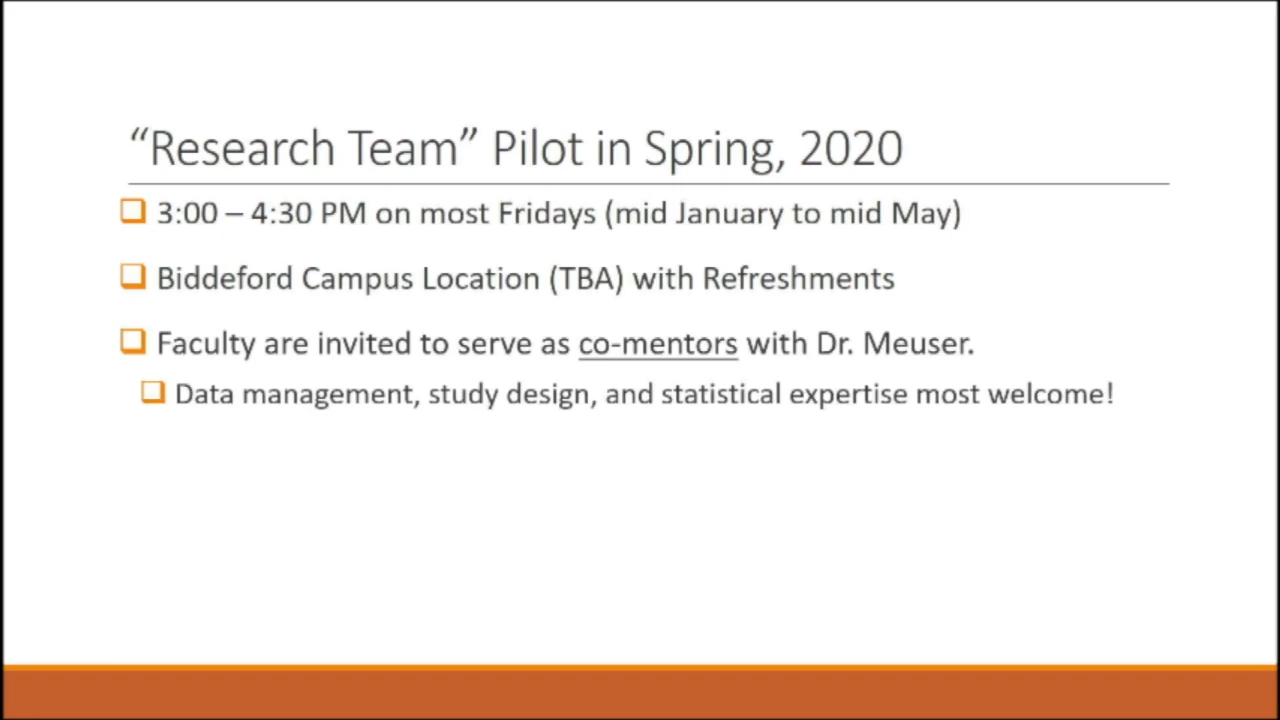 “Research Team” Pilot in Spring, 2020
3:00 – 4:30 PM on most Fridays (mid January to mid May)
Biddeford Campus Location (TBA) with Refreshments
Faculty are invited to serve as co-mentors with Dr. Meuser.
Data management, study design, and statistical expertise most welcome!